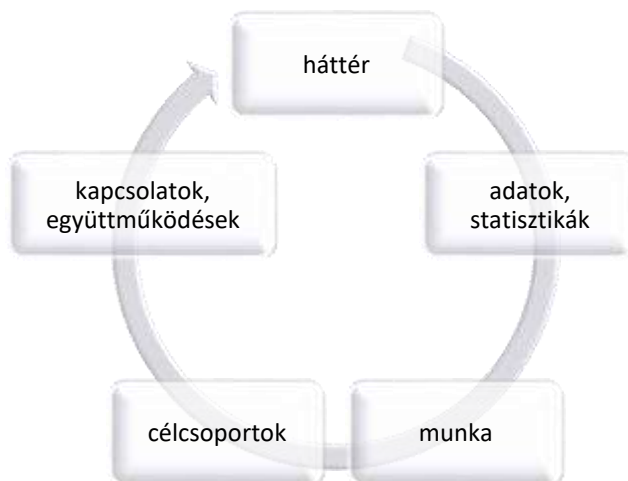 háttér
adatok,
statisztikák
munka
célcsoportok
kapcsolatok,
együttműködések